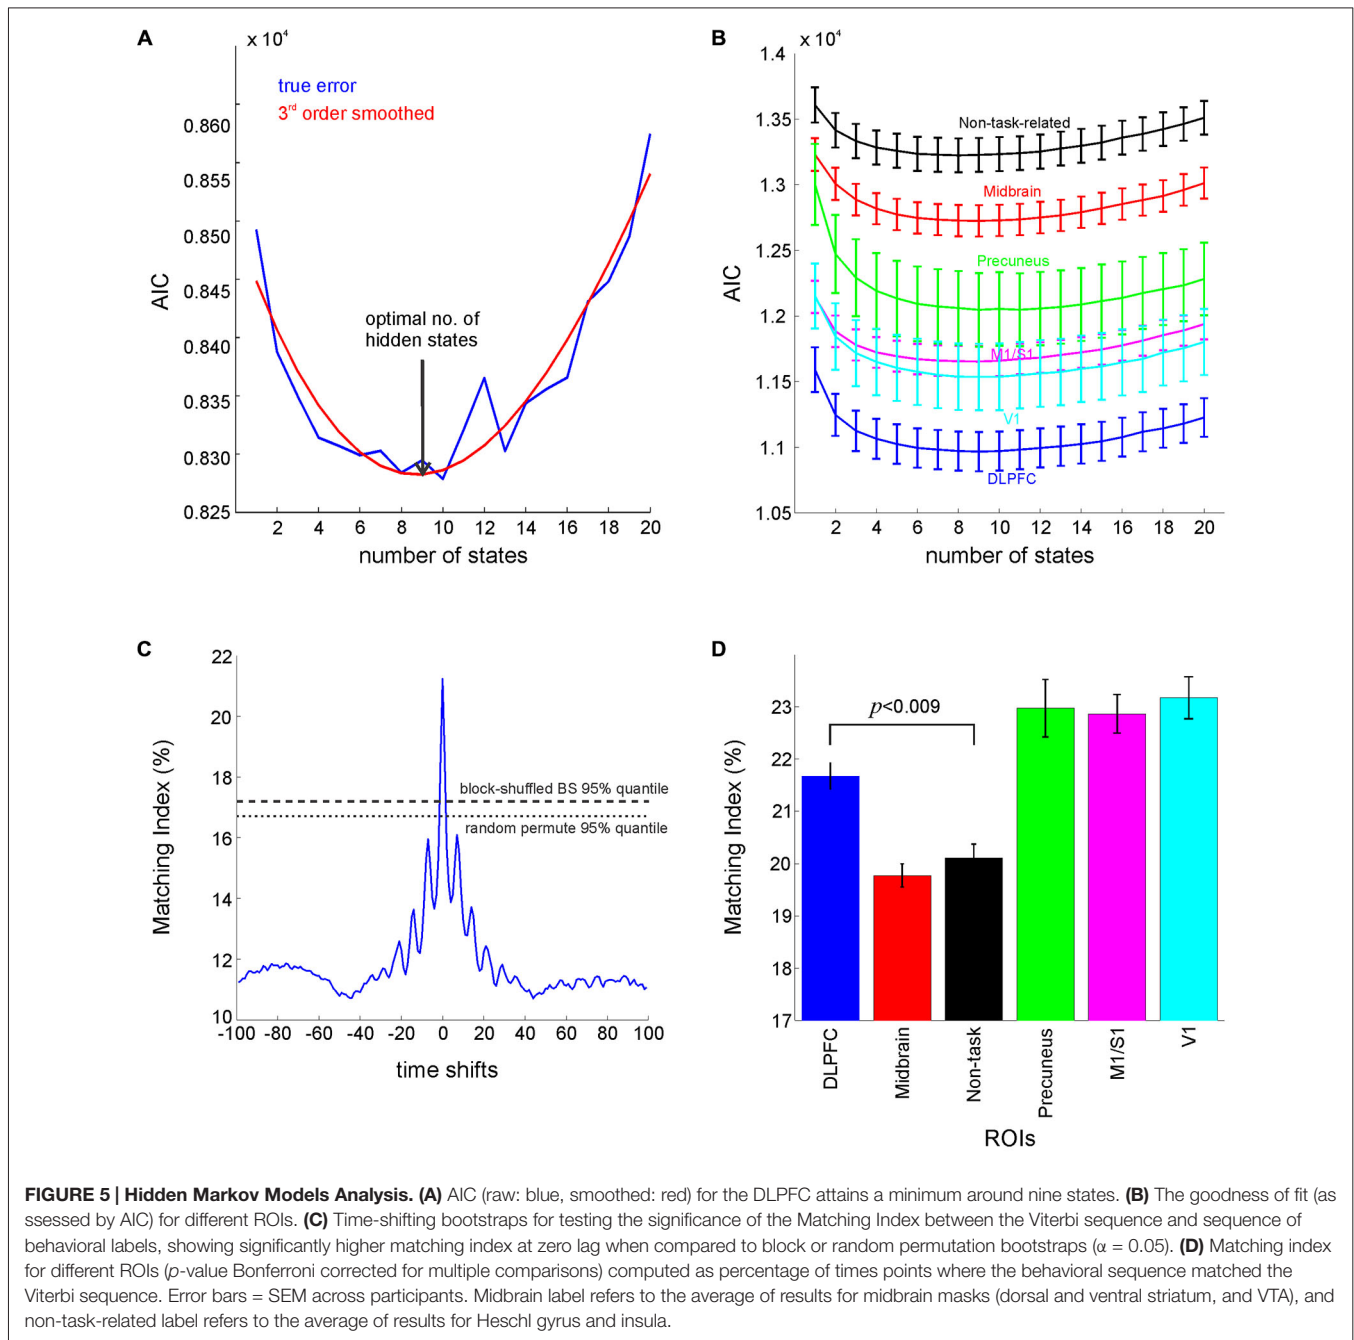 A
x 10⁴
true error
3rd order smoothed
0.860
0.855
0.850
0.845
0.840
0.835
0.830
0.825
AIC
optimal no. of
hidden states
2 4 6 8 10 12 14 16 18 20
number of states
B
x 10⁴
1.4
1.35
1.3
1.25
1.2
1.15
1.1
1.05
AIC
Non-task-related
Midbrain
Precuneus
M1/S1
V1
DLPFC
2 4 6 8 10 12 14 16 18 20
number of states
C
22
20
18
16
14
12
10
Matching Index (%)
block-shuffled BS 95% quantile
random permute 95% quantile
-100 -80 -60 -40 -20 0 20 40 60 80 100
time shifts
D
23
22
21
20
19
18
17
Matching Index (%)
p<0.009
DLPFC
Midbrain
Non-task
Precuneus
M1/S1
V1
ROIs
FIGURE 5 | Hidden Markov Models Analysis. (A) AIC (raw: blue, smoothed: red) for the DLPFC attains a minimum around nine states. (B) The goodness of fit (as
ssessed by AIC) for different ROIs. (C) Time-shifting bootstraps for testing the significance of the Matching Index between the Viterbi sequence and sequence of
behavioral labels, showing significantly higher matching index at zero lag when compared to block or random permutation bootstraps (α = 0.05). (D) Matching index
for different ROIs (p-value Bonferroni corrected for multiple comparisons) computed as percentage of times points where the behavioral sequence matched the
Viterbi sequence. Error bars = SEM across participants. Midbrain label refers to the average of results for midbrain masks (dorsal and ventral striatum, and VTA), and
non-task-related label refers to the average of results for Heschl gyrus and insula.